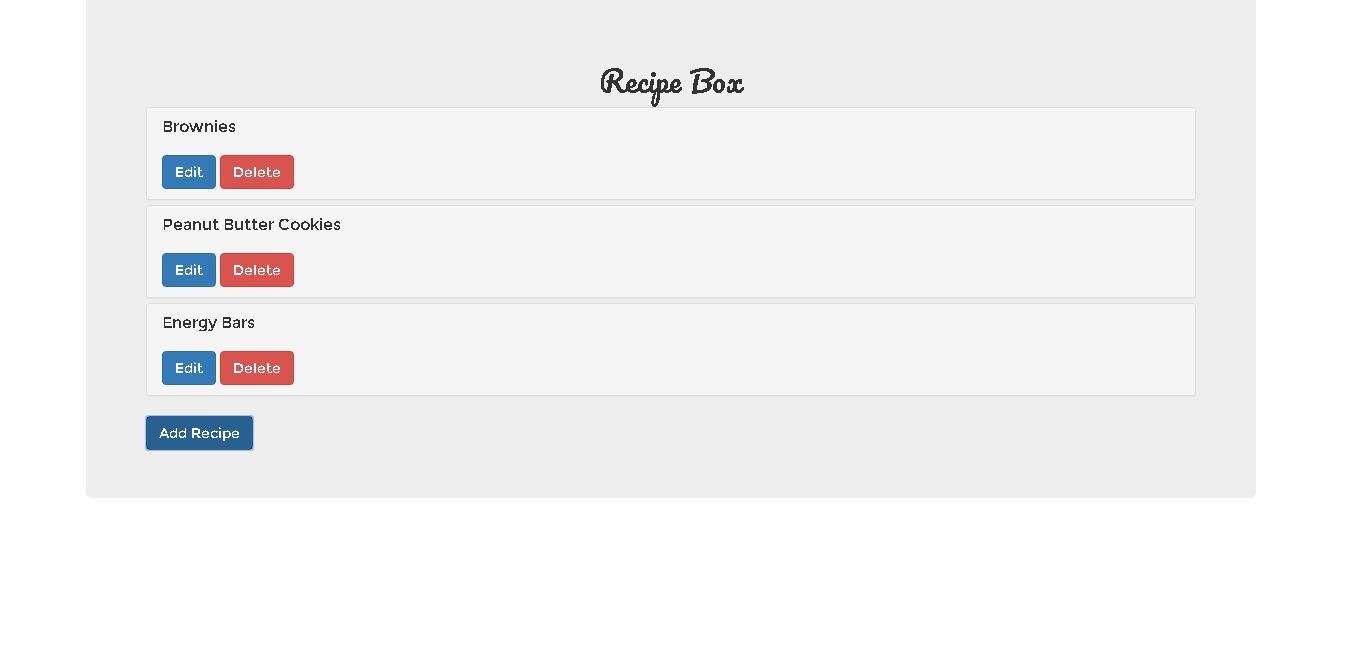 Recipe Box
Brownies
Edit Delete
Peanut Butter Cookies
Edit Delete
Energy Bars
Edit Delete
Add Recipe